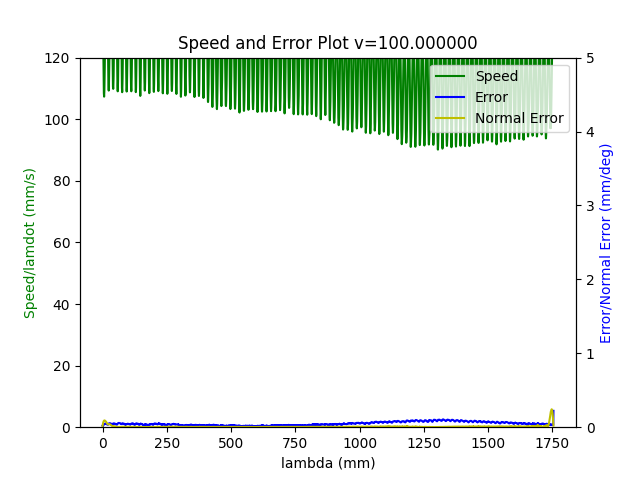 Speed and Error Plot v=100.000000
120
100
80
60
40
20
0
Speed/lamdot (mm/s)
5
4
3
2
1
0
Error/Normal Error (mm/deg)
Speed
Error
Normal Error
0 250 500 750 1000 1250 1500 1750
lambda (mm)